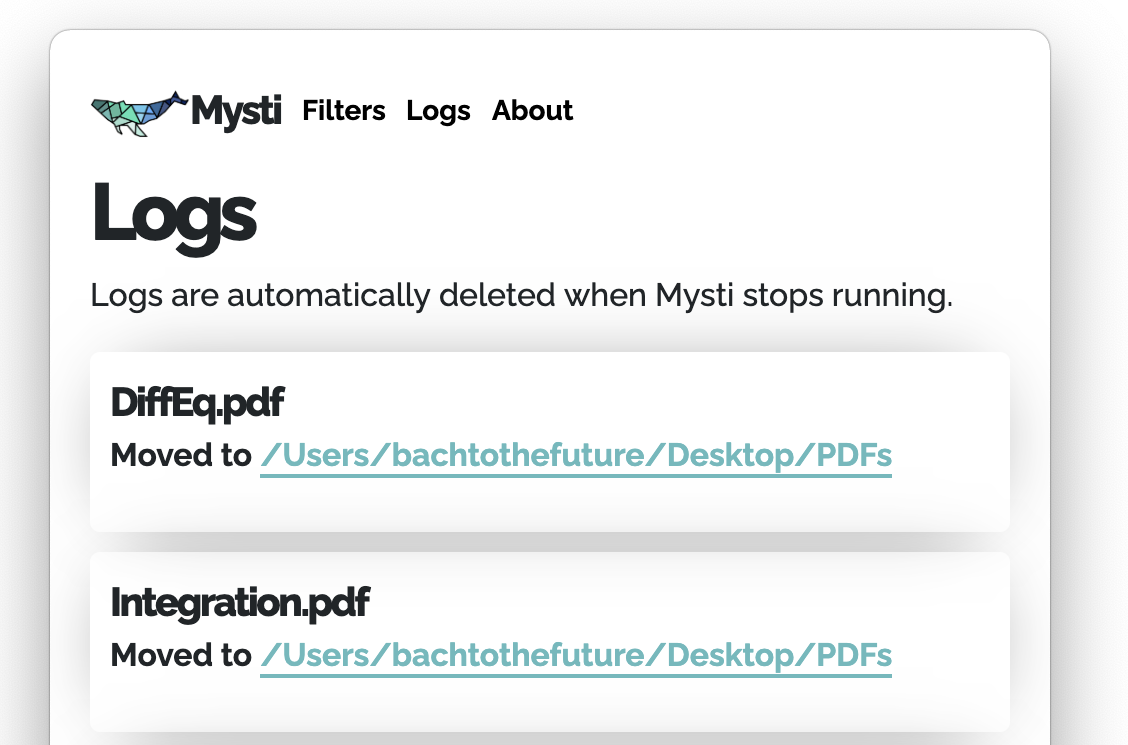 Mysti Filters Logs About
Logs
Logs are automatically deleted when Mysti stops running.
DiffEq.pdf
Moved to /Users/bachtothefuture/Desktop/PDFs
Integration.pdf
Moved to /Users/bachtothefuture/Desktop/PDFs